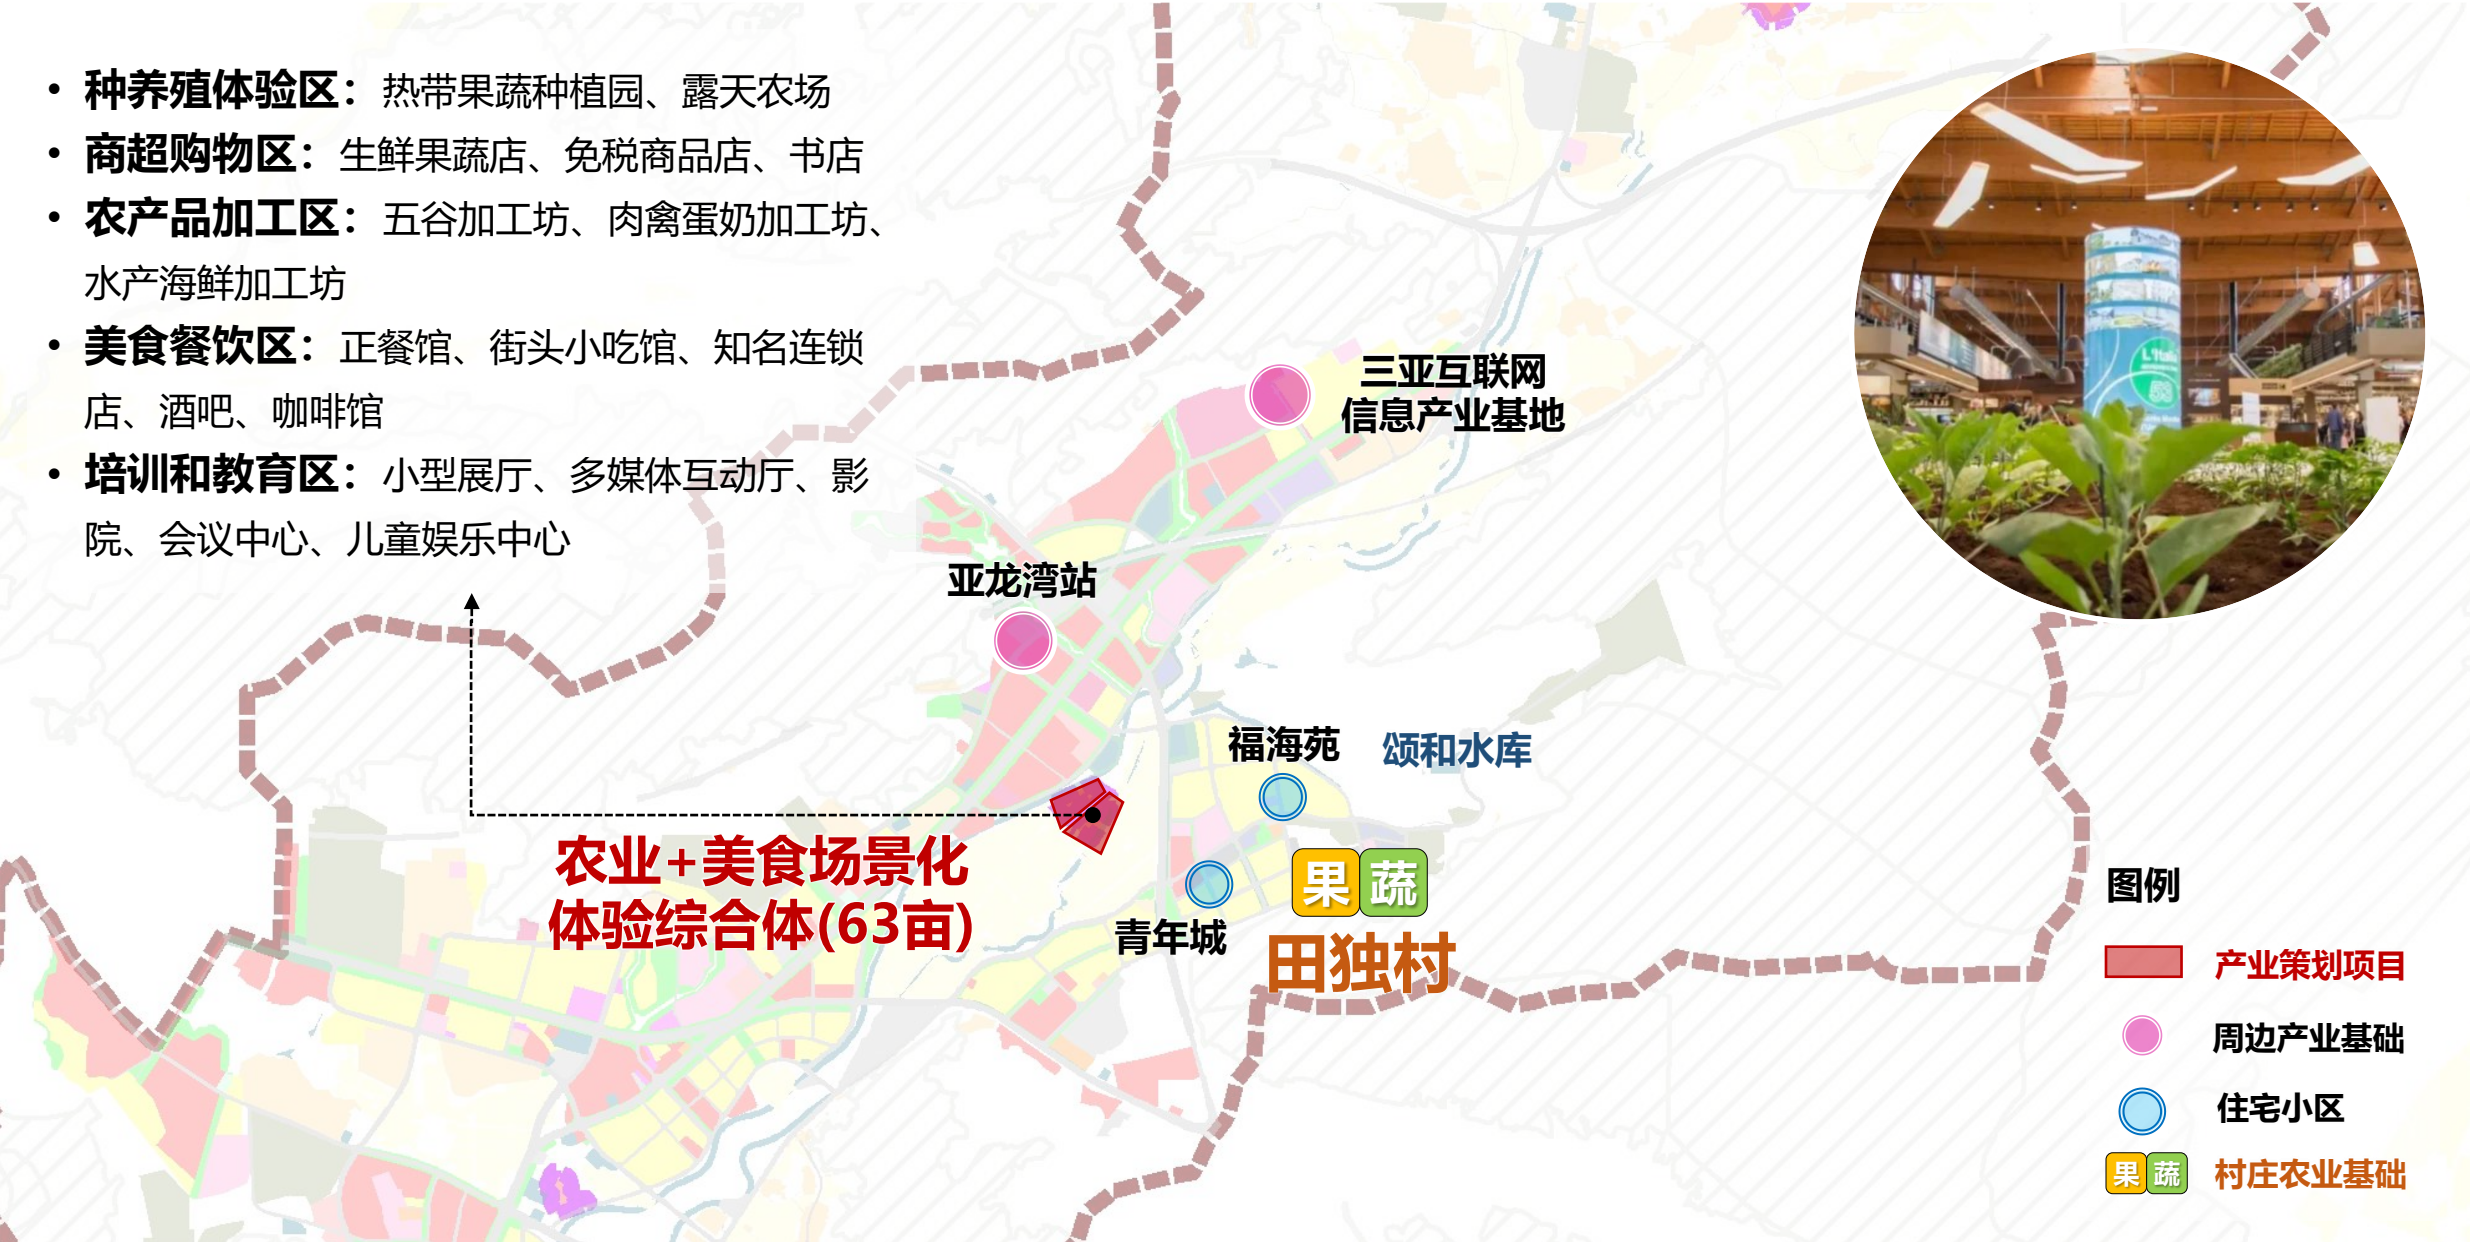 • 种养殖体验区：热带果蔬种植园、露天农场
• 商超购物区：生鲜果蔬店、免税商品店、书店
• 农产品加工区：五谷加工坊、肉禽蛋奶加工坊、
水产海鲜加工坊
• 美食餐饮区：正餐馆、街头小吃馆、知名连锁
店、酒吧、咖啡馆
• 培训和教育区：小型展厅、多媒体互动厅、影
院、会议中心、儿童娱乐中心
三亚互联网
信息产业基地
亚龙湾站
福海苑
颂和水库
农业+美食场景化
体验综合体(63亩)
青年城
果 蔬
田独村
图例
产业策划项目
周边产业基础
住宅小区
果 蔬 村庄农业基础